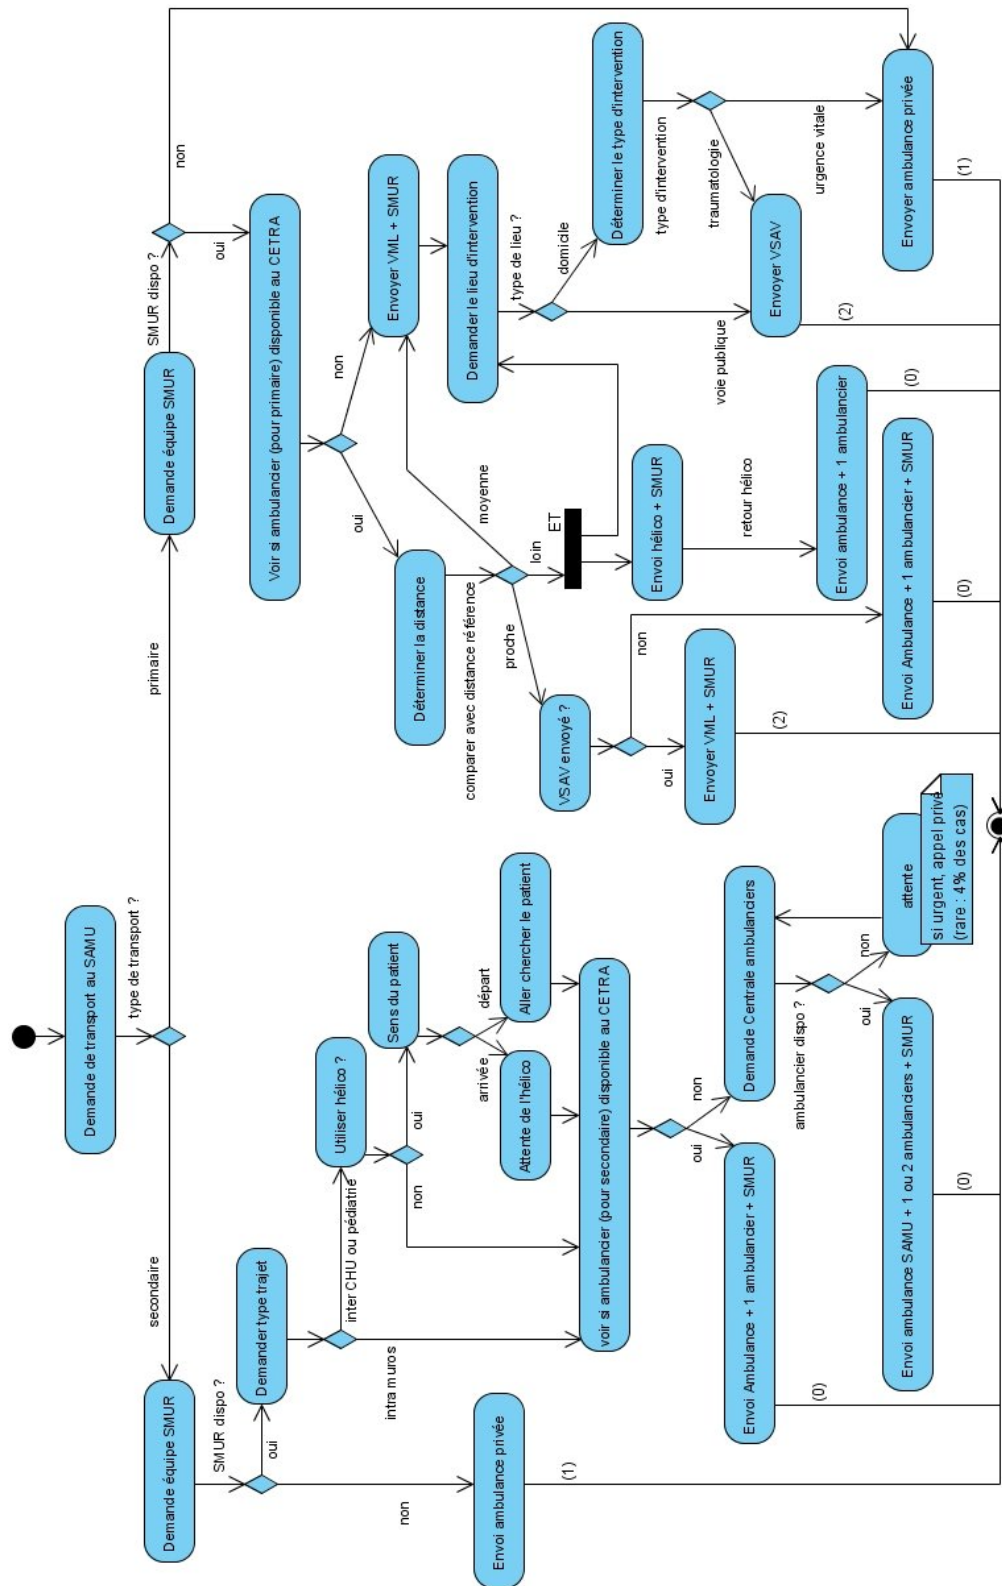 Demande de transport au SAMU
type de transport ?
secondaire
primaire
Demande équipe SMUR
SMUR dispo ?
oui
non
Demander type trajet
inter CHU ou pédiatrie
intra muros
Utiliser hélico ?
oui
non
Sens du patient
arrivée
départ
Attente de l'hélico
Aller chercher le patient
voir si ambulancier (pour secondaire) disponible au CETRA
oui
non
Envoi ambulance privée
(1)
Envoi Ambulance + 1 ambulancier + SMUR
(0)
Demande Centrale ambulanciers
ambulancier dispo ?
oui
non
Envoi ambulance SAMU + 1 ou 2 ambulanciers + SMUR
(0)
attente
si urgent, appel privé
(rare : 4% des cas)
Demande équipe SMUR
SMUR dispo ?
oui
non
Voir si ambulancier (pour primaire) disponible au CETRA
oui
non
Déterminer la distance
comparer avec distance référence
proche
loin
moyenne
Envoyer VML + SMUR
Demander le lieu d'intervention
type de lieu ?
domicile
voie publique
Déterminer le type d'intervention
type d'intervention
traumatologie
urgence vitale
ET
VSAV envoyé ?
oui
non
Envoi hélico + SMUR
retour hélico
Envoyer VML + SMUR
(2)
Envoi Ambulance + 1 ambulancier + SMUR
(0)
Envoi ambulance + 1 ambulancier
(0)
Envoyer VSAV
(2)
Envoyer ambulance privée
(1)